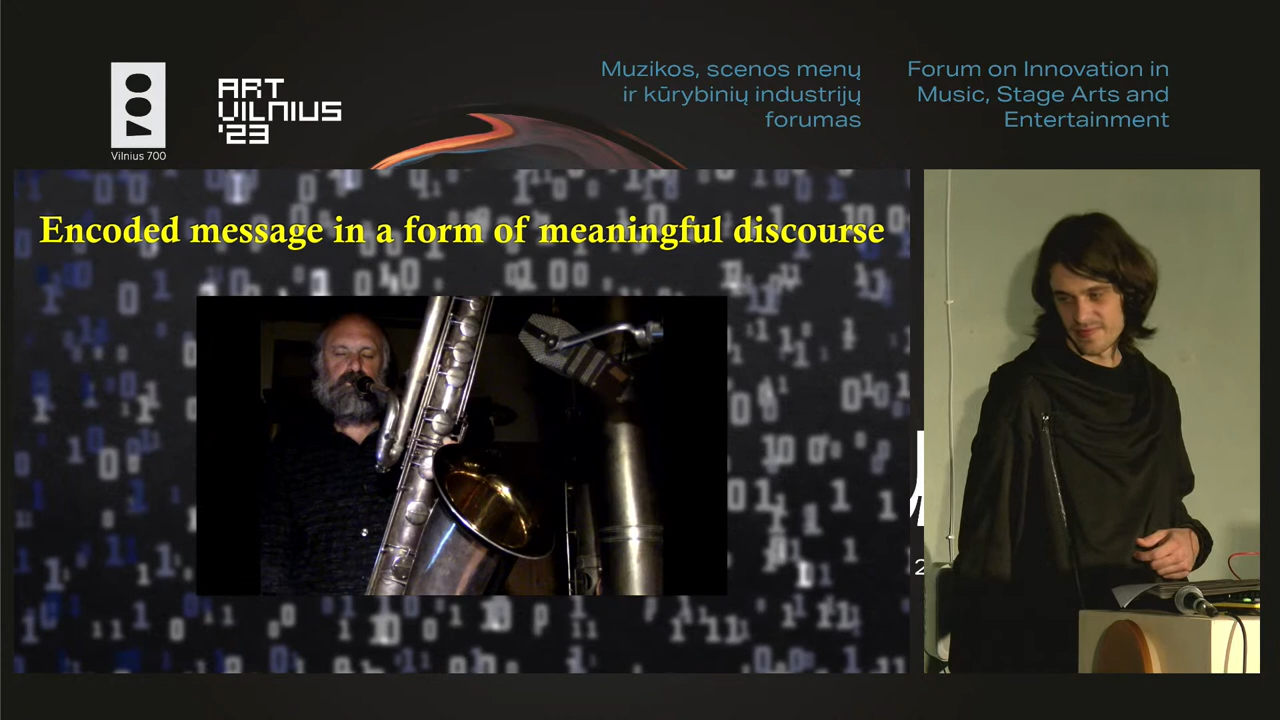 Vilnius 700
ART
VILNIUS
'23
Muzikos, scenos menų
ir kūrybinių industrijų
forumas
Forum on Innovation in
Music, Stage Arts and
Entertainment
Encoded message in a form of meaningful discourse